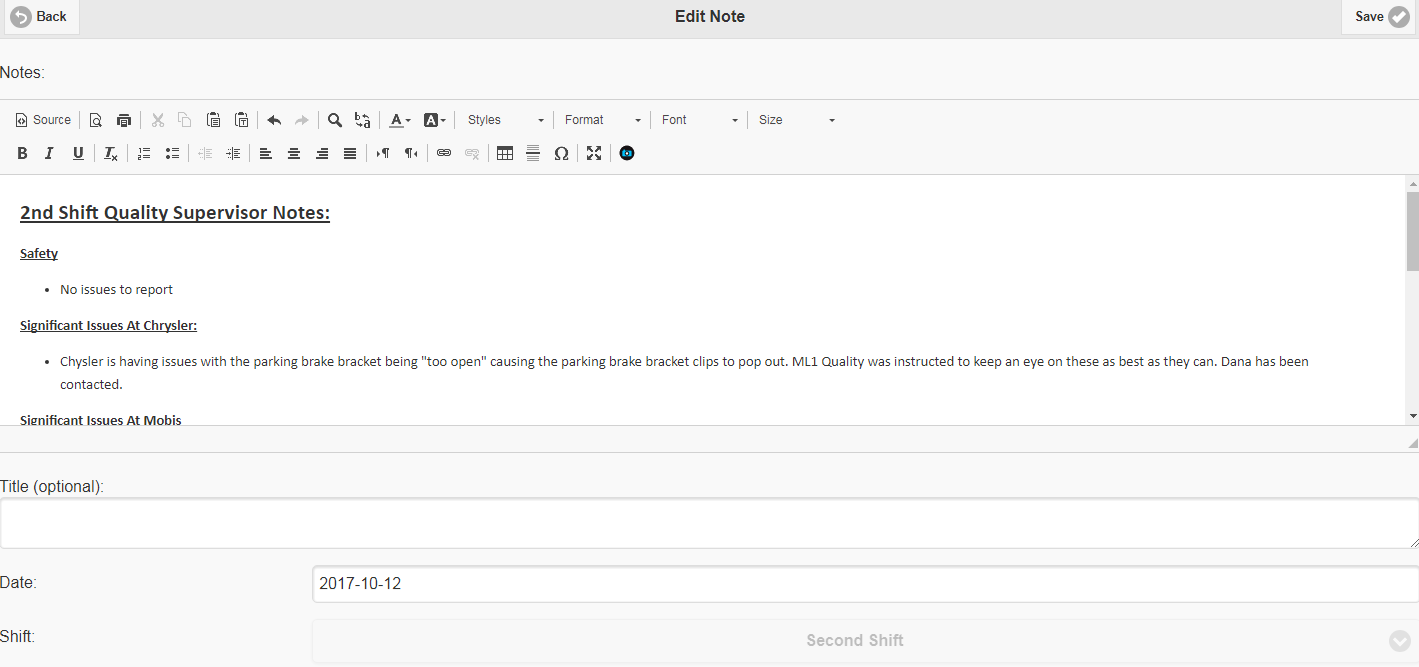 Back
Edit Note
Save
Notes:
Source
Styles
Format
Font
Size
2nd Shift Quality Supervisor Notes:
Safety
• No issues to report
Significant Issues At Chrysler:
• Chysler is having issues with the parking brake bracket being "too open" causing the parking brake bracket clips to pop out. ML1 Quality was instructed to keep an eye on these as best as they can. Dana has been
contacted.
Significant Issues At Mobis
Title (optional):
Date:
2017-10-12
Shift:
Second Shift